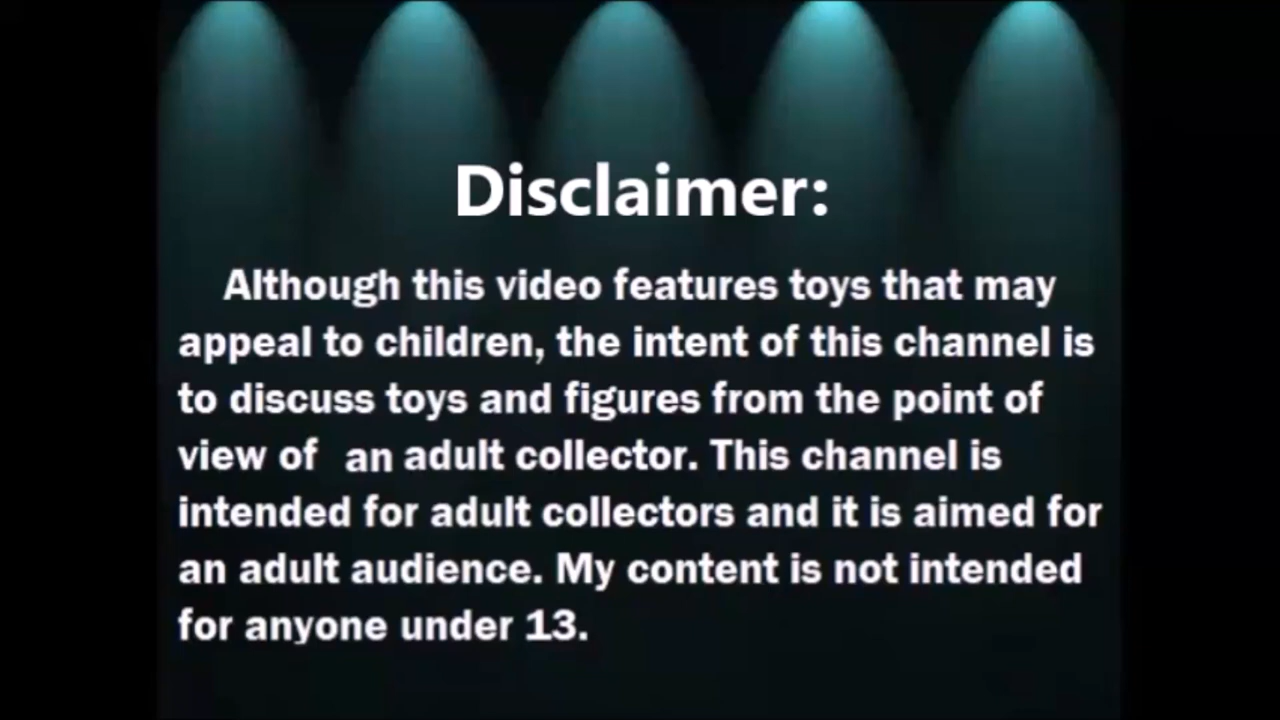 Disclaimer:
Although this video features toys that may
appeal to children, the intent of this channel is
to discuss toys and figures from the point of
view of an adult collector. This channel is
intended for adult collectors and it is aimed for
an adult audience. My content is not intended
for anyone under 13.